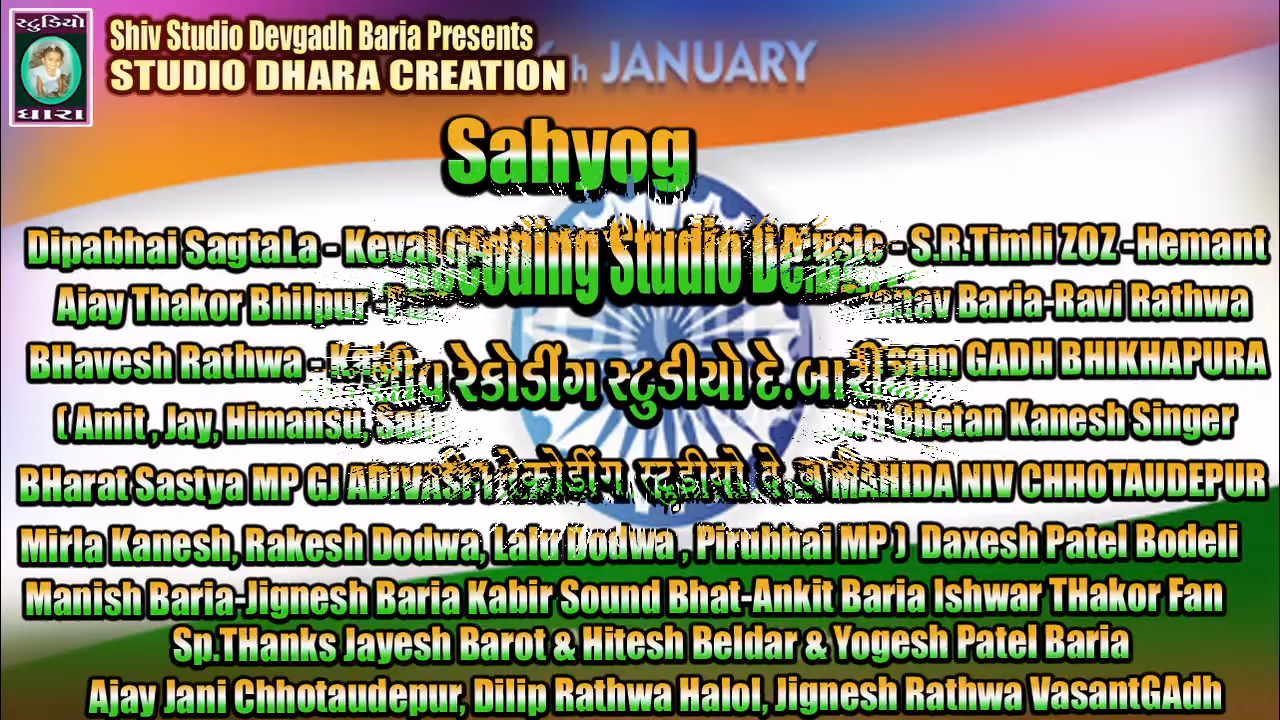 સ્ટુડિયો
ધારા
Shiv Studio Devgadh Baria Presents
STUDIO DHARA CREATION
JANUARY
Sahyog
Dipabhai SagtaLa - Keval - S.R.Timli ZOZ -Hemant
Studio
Ajay Thakor Bhilpur Baria-Ravi Rathwa
BHavesh Rathwa - GADH BHIKHAPURA
રેકોડીંગ સ્ટુડીયો દે.બારીયા
( Amit , Jay, Himansu, Chetan Kanesh Singer
BHarat Sastya MP GJ ADIVASI MAHIDA NIV CHHOTAUDEPUR
રેકોડીંગ સ્ટુડીયો
Mirla Kanesh, Rakesh Dodwa, Lalu Dodwa , Pirubhai MP ) Daxesh Patel Bodeli
Manish Baria-Jignesh Baria Kabir Sound Bhat-Ankit Baria Ishwar THakor Fan
Sp.THanks Jayesh Barot & Hitesh Beldar & Yogesh Patel Baria
Ajay Jani Chhotaudepur, Dilip Rathwa Halol, Jignesh Rathwa VasantGAdh